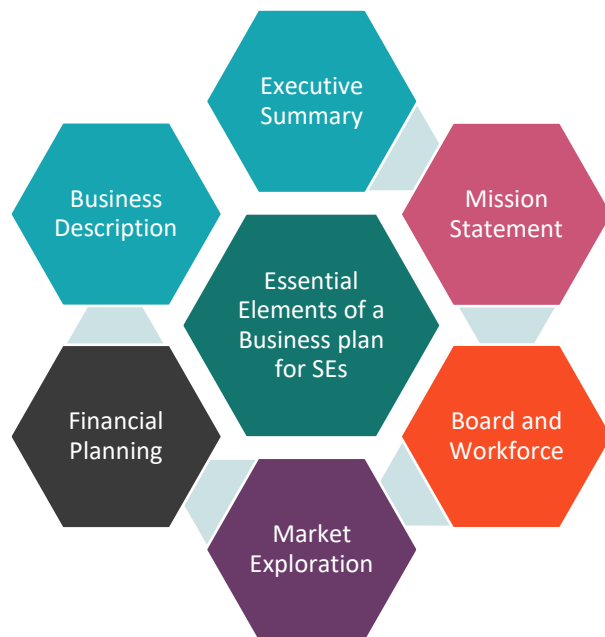 Executive
Summary
Mission
Statement
Board and
Workforce
Market
Exploration
Financial
Planning
Business
Description
Essential
Elements of a
Business plan
for SEs